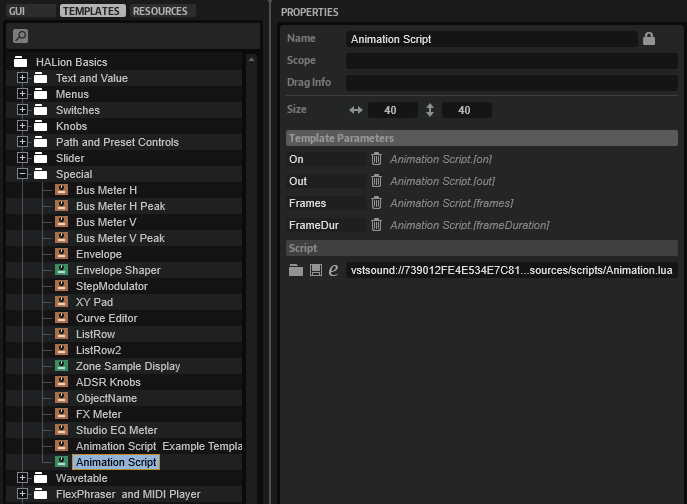 GUI TEMPLATES RESOURCES
HALion Basics
Text and Value
Menus
Switches
Knobs
Path and Preset Controls
Slider
Special
Bus Meter H
Bus Meter H Peak
Bus Meter V
Bus Meter V Peak
Envelope
Envelope Shaper
StepModulator
XY Pad
Curve Editor
ListRow
ListRow2
Zone Sample Display
ADSR Knobs
ObjectName
FX Meter
Studio EQ Meter
Animation Script Example Templa
Animation Script
Wavetable
FlexPhraser and MIDI Player
PROPERTIES
Name Animation Script
Scope
Drag Info
Size 40 40
Template Parameters
On Animation Script.[on]
Out Animation Script.[out]
Frames Animation Script.[frames]
FrameDur Animation Script.[frameDuration]
Script
e vstsound://739012FE4E534E7C81...sources/scripts/Animation.lua